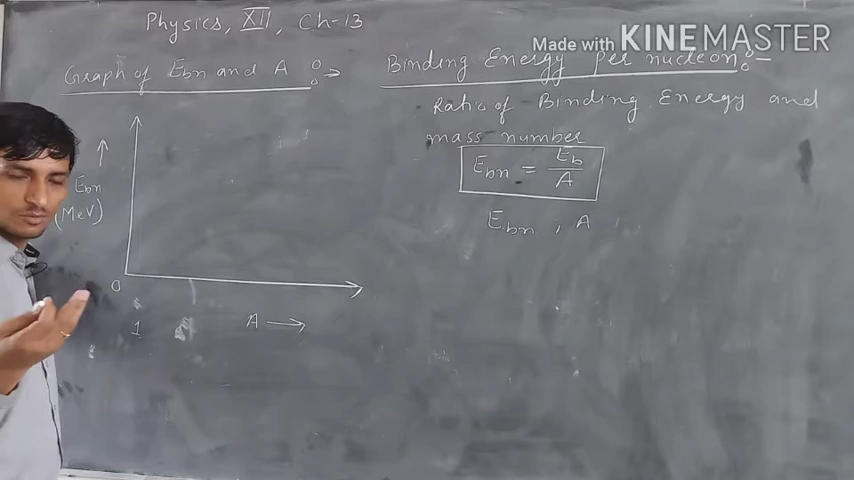 Physics, XII, Ch-13
Made with KINEMASTER
Graph of Ebn and A :→
Binding Energy per nucleon:-
Ratio of Binding Energy and
mass number
Ebn = Eb/A
Ebn, A
↑
Ebn
(MeV)
0
1
A →